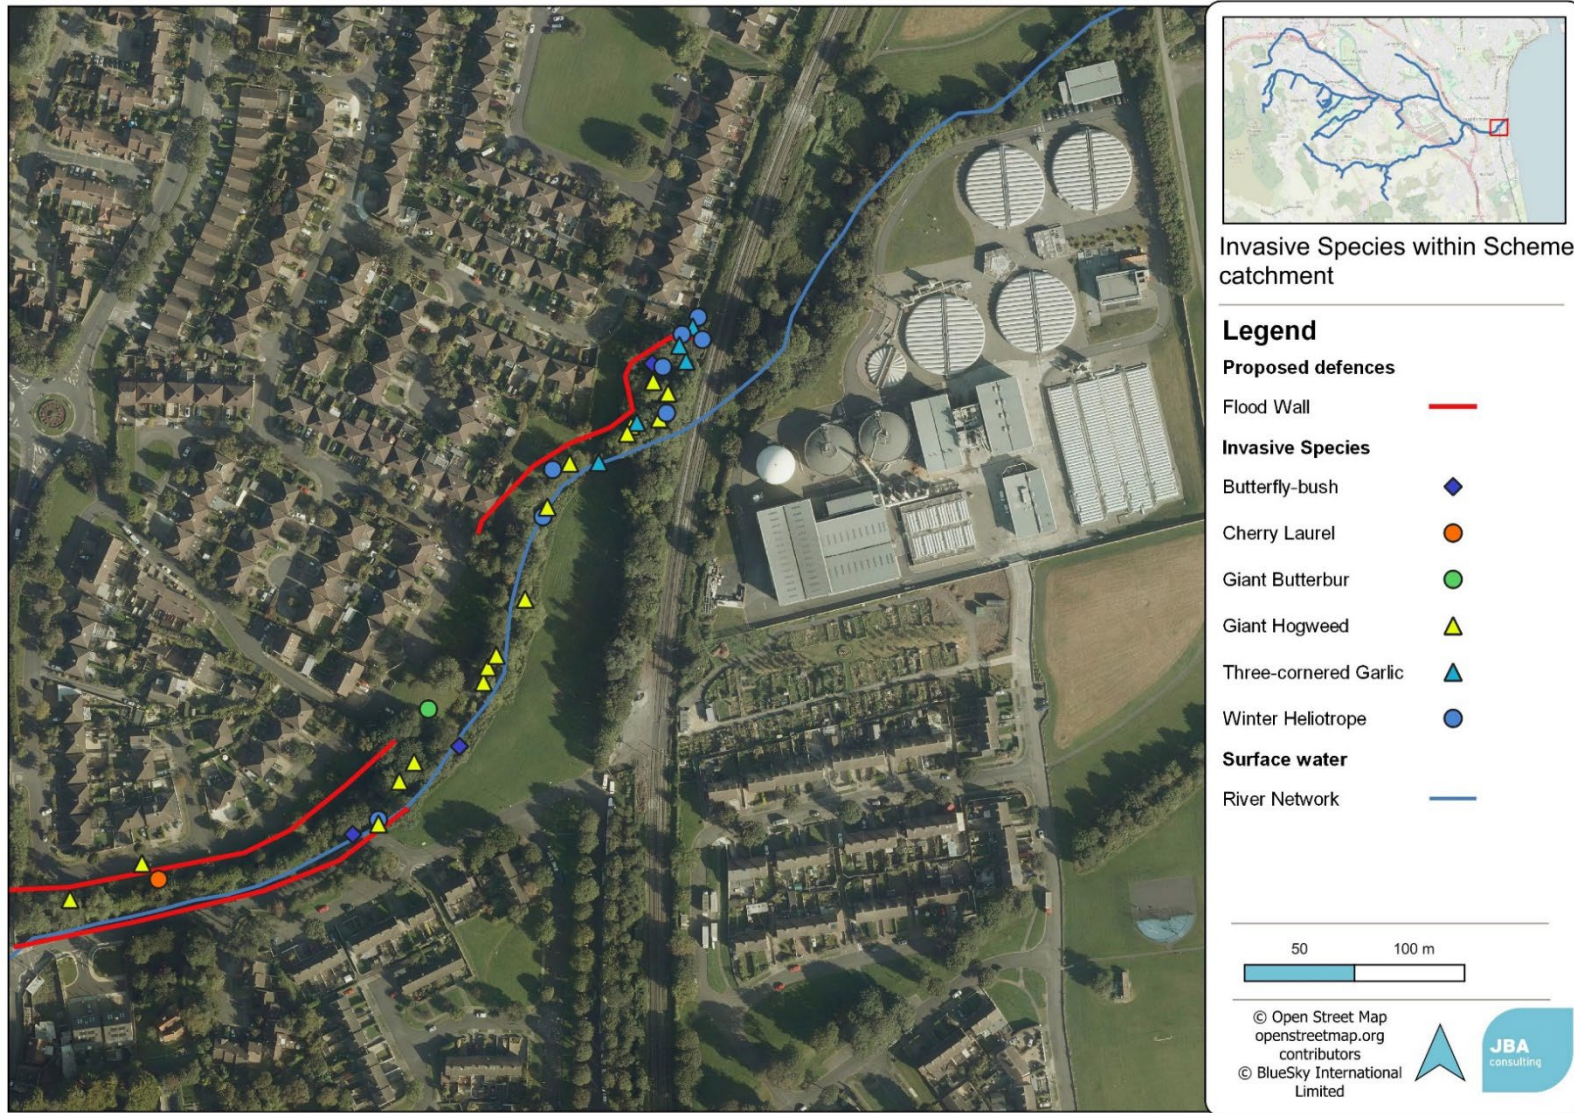 Invasive Species within Scheme
catchment
Legend
Proposed defences
Flood Wall
Invasive Species
Butterfly-bush
Cherry Laurel
Giant Butterbur
Giant Hogweed
Three-cornered Garlic
Winter Heliotrope
Surface water
River Network
50 100 m
© Open Street Map
openstreetmap.org
contributors
© BlueSky International
Limited
JBA
consulting